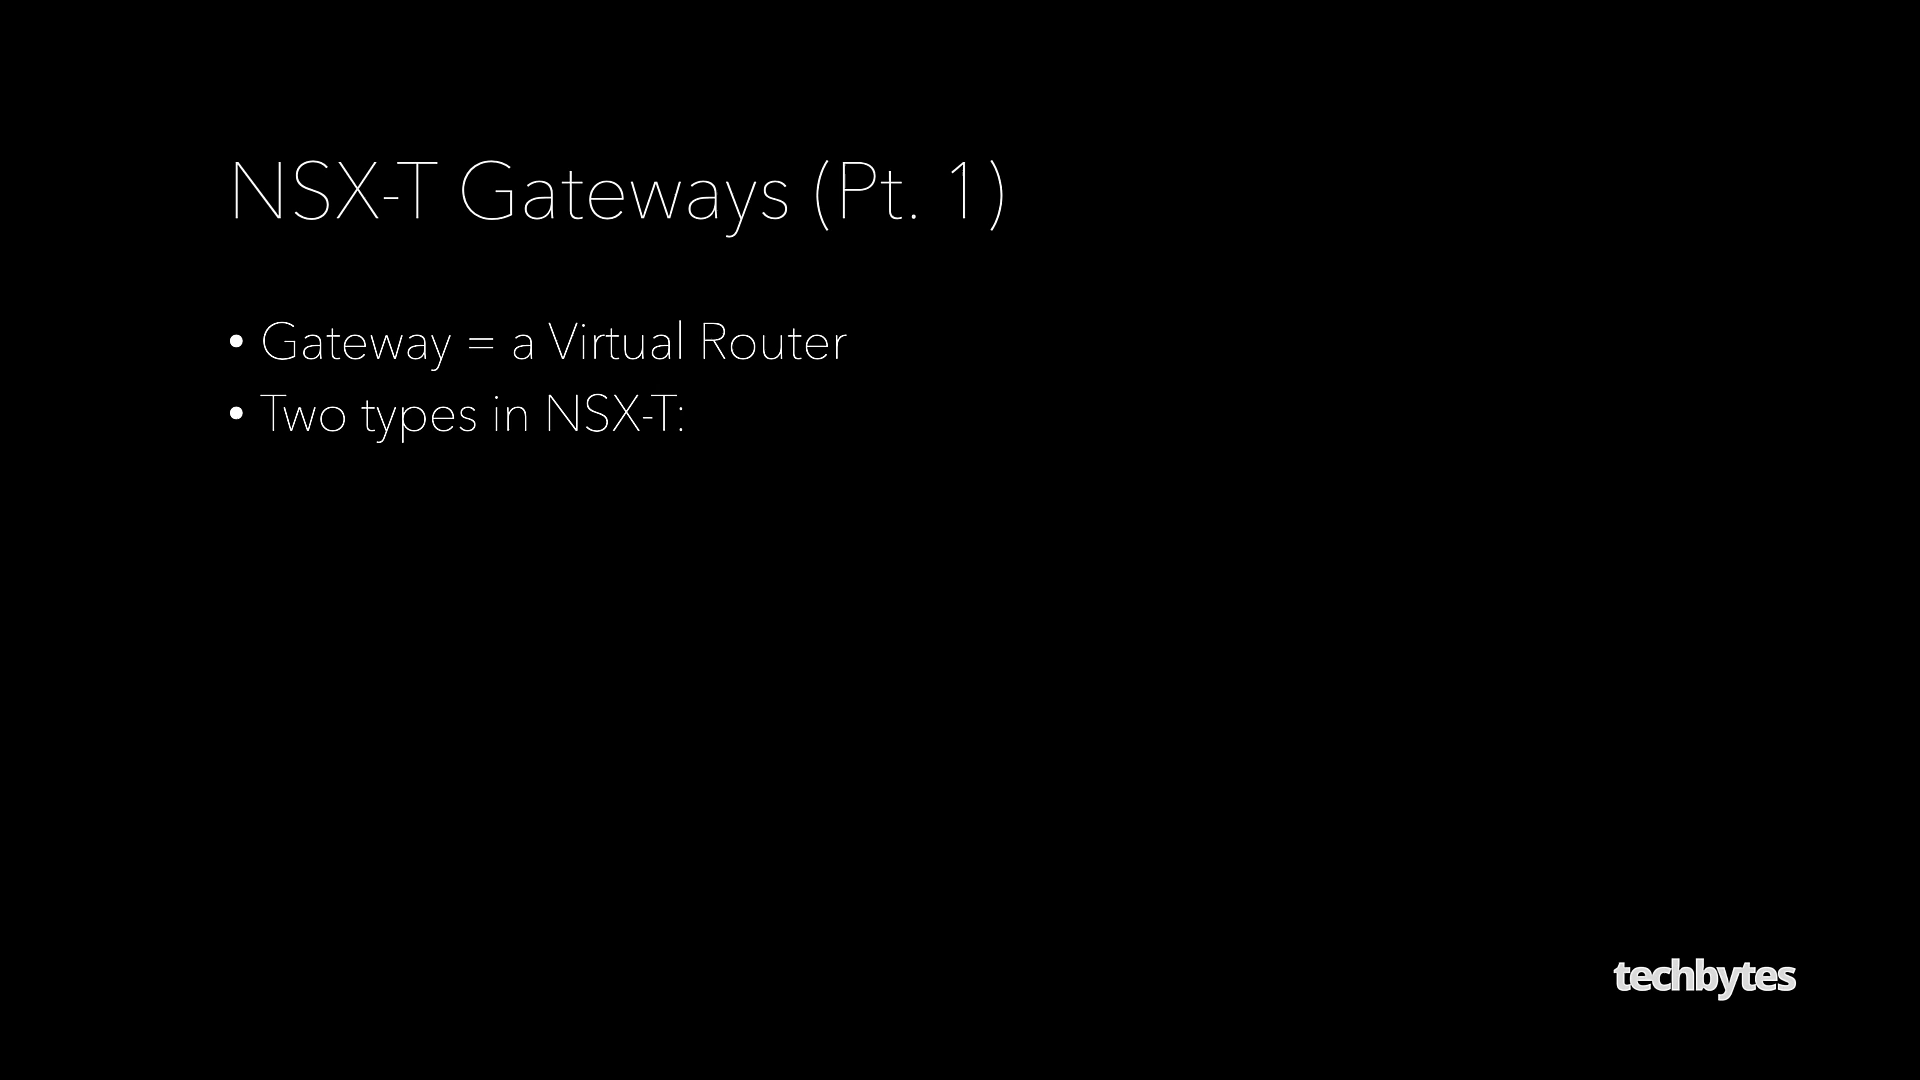 NSX-T Gateways (Pt. 1)
• Gateway = a Virtual Router
• Two types in NSX-T:
techbytes